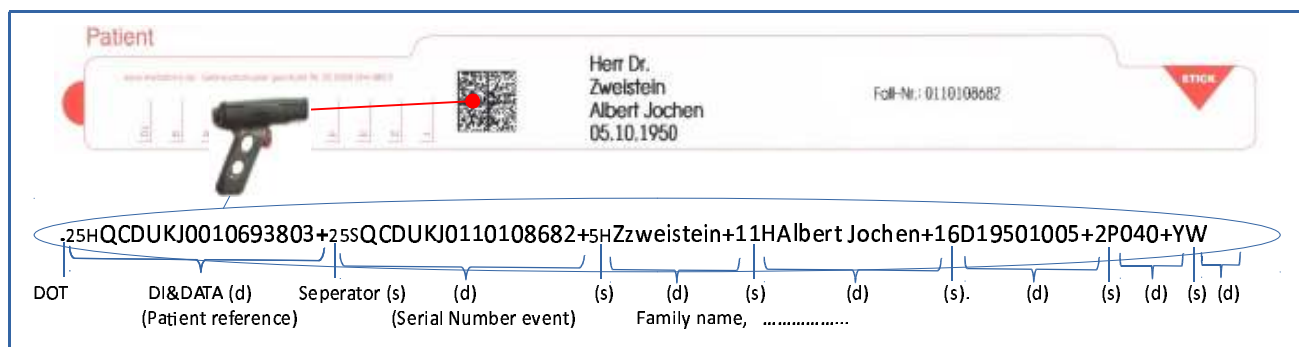 Patient
STICK
Herr Dr.
Zweistein
Albert Jochen
05.10.1950
Fall-Nr.: 0110108682
.25HQCDUKJ0010693803+25SQCDUKJ0110108682+5HZzweistein+11HAlbert Jochen+16D19501005+2P040+YW
DOT DI&DATA (d) Seperator (s) (d) (s) (d) (s) (d) (s). (d) (s) (d) (s) (d)
(Patient reference) (Serial Number event) Family name, ………………